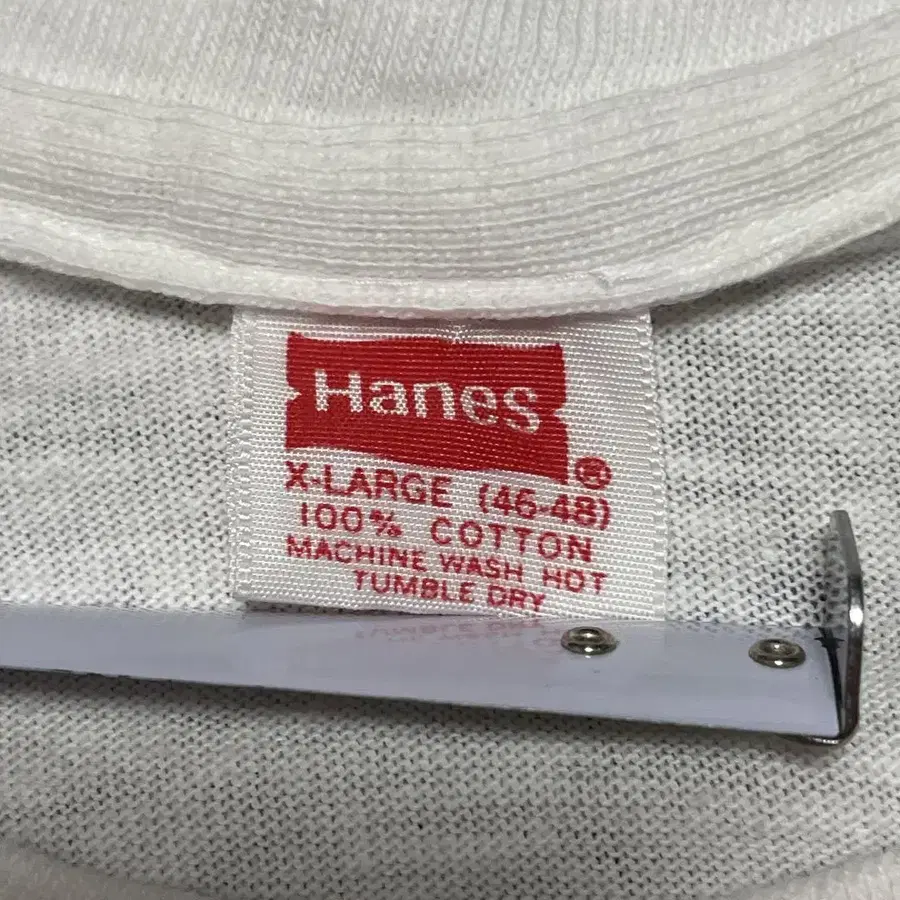 Hanes
®
X-LARGE (46-48)
100% COTTON
MACHINE WASH HOT
TUMBLE DRY